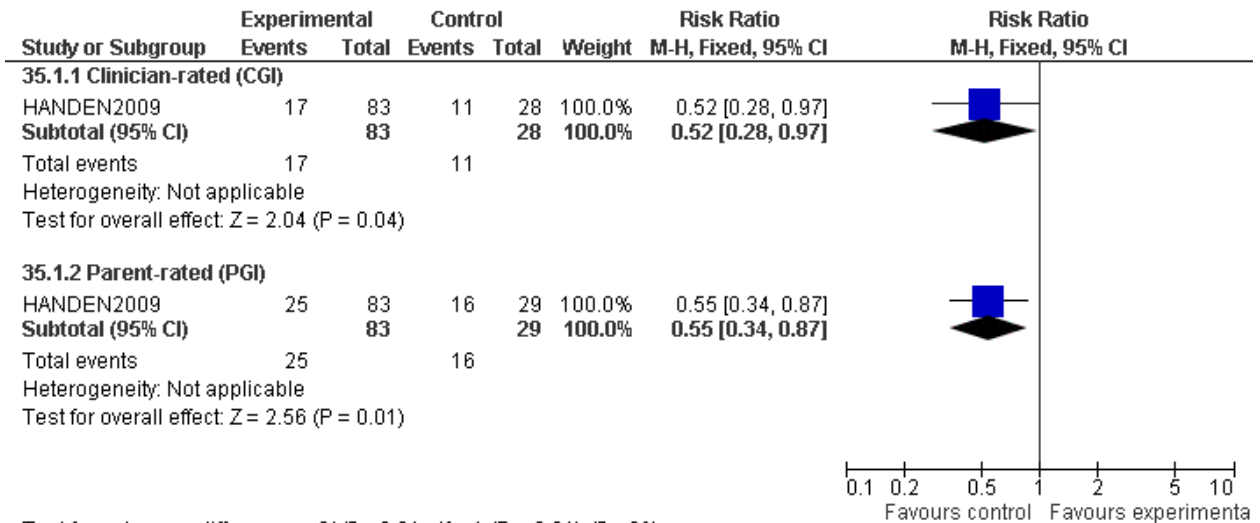 Experimental Control Risk Ratio Risk Ratio
Study or Subgroup Events Total Events Total Weight M-H, Fixed, 95% CI M-H, Fixed, 95% CI
35.1.1 Clinician-rated (CGI)
HANDEN2009 17 83 11 28 100.0% 0.52 [0.28, 0.97]
Subtotal (95% CI) 83 28 100.0% 0.52 [0.28, 0.97]
Total events 17 11
Heterogeneity: Not applicable
Test for overall effect: Z = 2.04 (P = 0.04)
35.1.2 Parent-rated (PGI)
HANDEN2009 25 83 16 29 100.0% 0.55 [0.34, 0.87]
Subtotal (95% CI) 83 29 100.0% 0.55 [0.34, 0.87]
Total events 25 16
Heterogeneity: Not applicable
Test for overall effect: Z = 2.56 (P = 0.01)
0.1 0.2 0.5 1 2 5 10
Favours control Favours experimenta